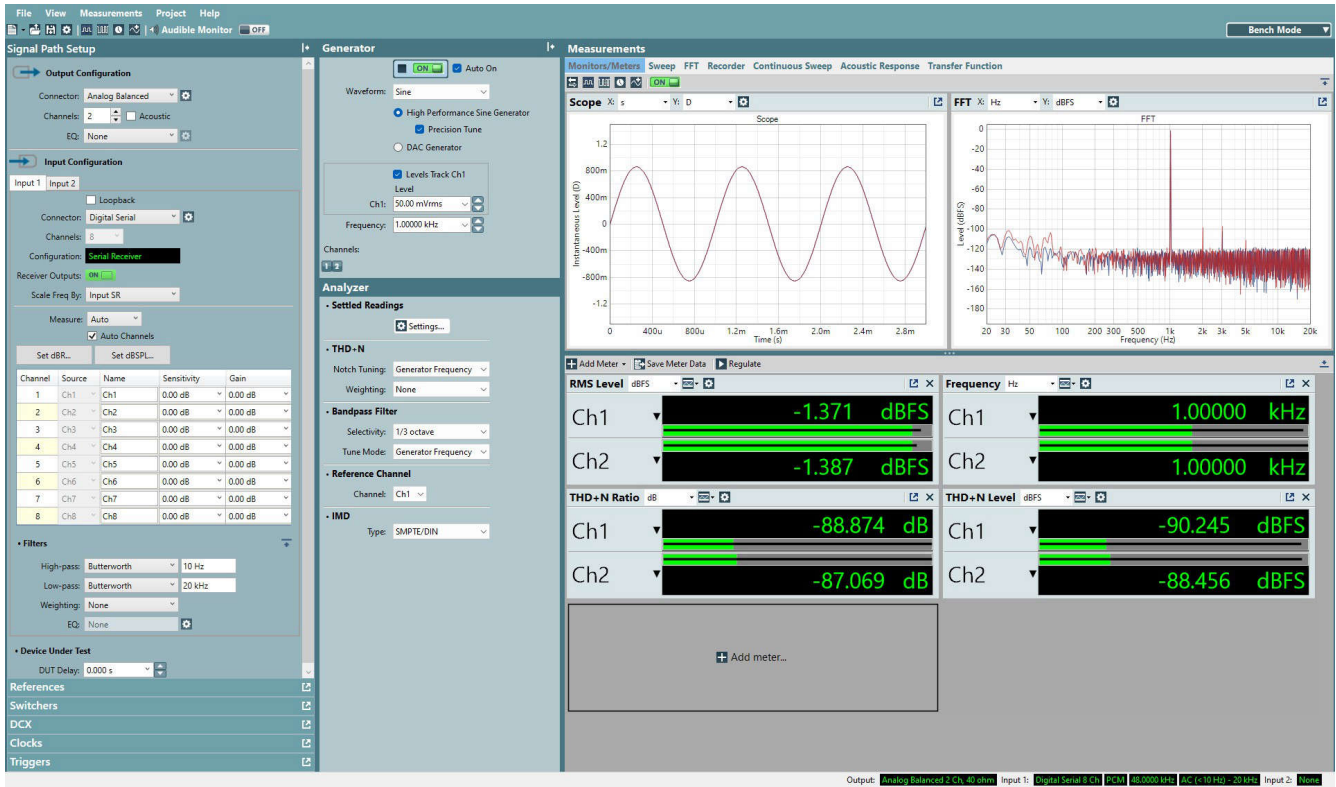 File View Measurements Project Help
Audible Monitor OFF
Bench Mode
Signal Path Setup
Output Configuration
Connector: Analog Balanced
Channels: 2 Acoustic
EQ: None
Input Configuration
Input 1 Input 2
Loopback
Connector: Digital Serial
Channels: 8
Configuration: Serial Receiver
Receiver Outputs: ON
Scale Freq By: Input SR
Measure: Auto
Auto Channels
Set dBR... Set dBSPL...
Channel Source Name Sensitivity Gain
1 Ch1 Ch1 0.00 dB 0.00 dB
2 Ch2 Ch2 0.00 dB 0.00 dB
3 Ch3 Ch3 0.00 dB 0.00 dB
4 Ch4 Ch4 0.00 dB 0.00 dB
5 Ch5 Ch5 0.00 dB 0.00 dB
6 Ch6 Ch6 0.00 dB 0.00 dB
7 Ch7 Ch7 0.00 dB 0.00 dB
8 Ch8 Ch8 0.00 dB 0.00 dB
• Filters
High-pass: Butterworth 10 Hz
Low-pass: Butterworth 20 kHz
Weighting: None
EQ: None
• Device Under Test
DUT Delay: 0.000 s
References
Switchers
DCX
Clocks
Triggers
Generator
ON Auto On
Waveform: Sine
High Performance Sine Generator
Precision Tune
DAC Generator
Levels Track Ch1
Level
Ch1: 50.00 mVrms
Frequency: 1.00000 kHz
Channels:
1 2
Analyzer
• Settled Readings
Settings...
• THD+N
Notch Tuning: Generator Frequency
Weighting: None
• Bandpass Filter
Selectivity: 1/3 octave
Tune Mode: Generator Frequency
• Reference Channel
Channel: Ch1
• IMD
Type: SMPTE/DIN
Measurements
Monitors/Meters Sweep FFT Recorder Continuous Sweep Acoustic Response Transfer Function
ON
Scope X: s Y: D
Scope
Instantaneous Level (D)
1.2
800m
400m
0
-400m
-800m
-1.2
0 400u 800u 1.2m 1.6m 2.0m 2.4m 2.8m
Time (s)
FFT X: Hz Y: dBFS
FFT
Level (dBFS)
0
-20
-40
-60
-80
-100
-120
-140
-160
-180
20 30 50 100 200 300 500 1k 2k 3k 5k 10k 20k
Frequency (Hz)
Add Meter Save Meter Data Regulate
RMS Level dBFS
Ch1 -1.371 dBFS
Ch2 -1.387 dBFS
Frequency Hz
Ch1 1.00000 kHz
Ch2 1.00000 kHz
THD+N Ratio dB
Ch1 -88.874 dB
Ch2 -87.069 dB
THD+N Level dBFS
Ch1 -90.245 dBFS
Ch2 -88.456 dBFS
Add meter...
Output: Analog Balanced 2 Ch, 40 ohm Input 1: Digital Serial 8 Ch PCM 48.0000 kHz AC (<10 Hz) - 20 kHz Input 2: None